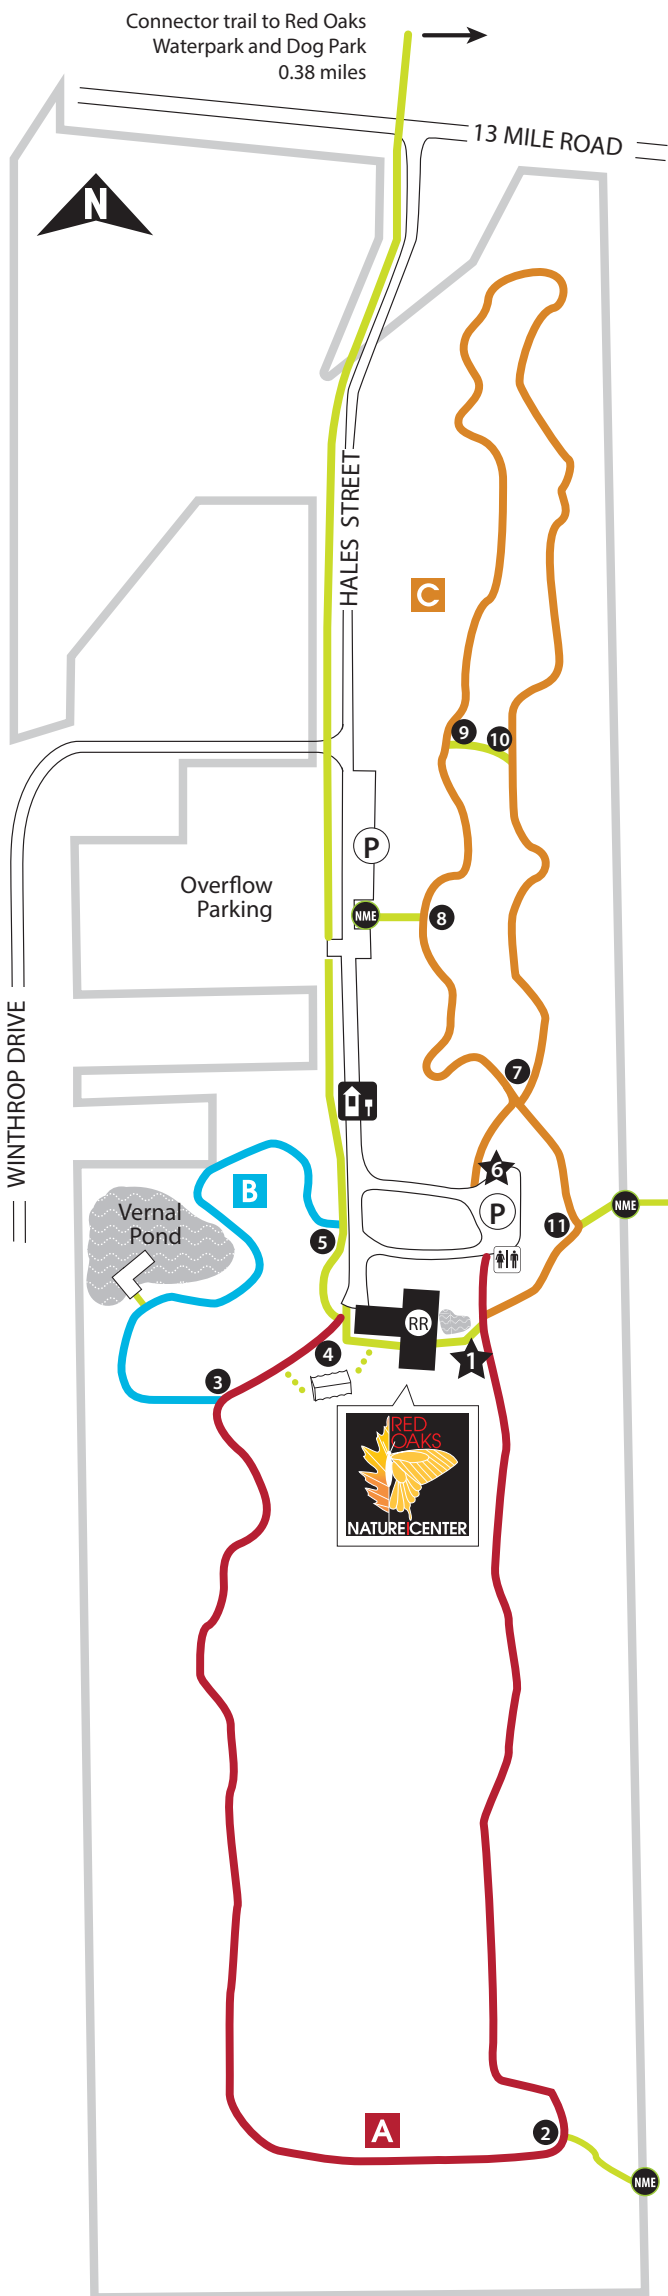 Connector trail to Red Oaks
Waterpark and Dog Park
0.38 miles
13 MILE ROAD
N
HALES STREET
C
9
10
P
Overflow
Parking
NME
8
WINTHROP DRIVE
7
6
B
Vernal
Pond
P
NME
11
5
RR
4
1
3
RED
OAKS
NATURE CENTER
A
2
NME